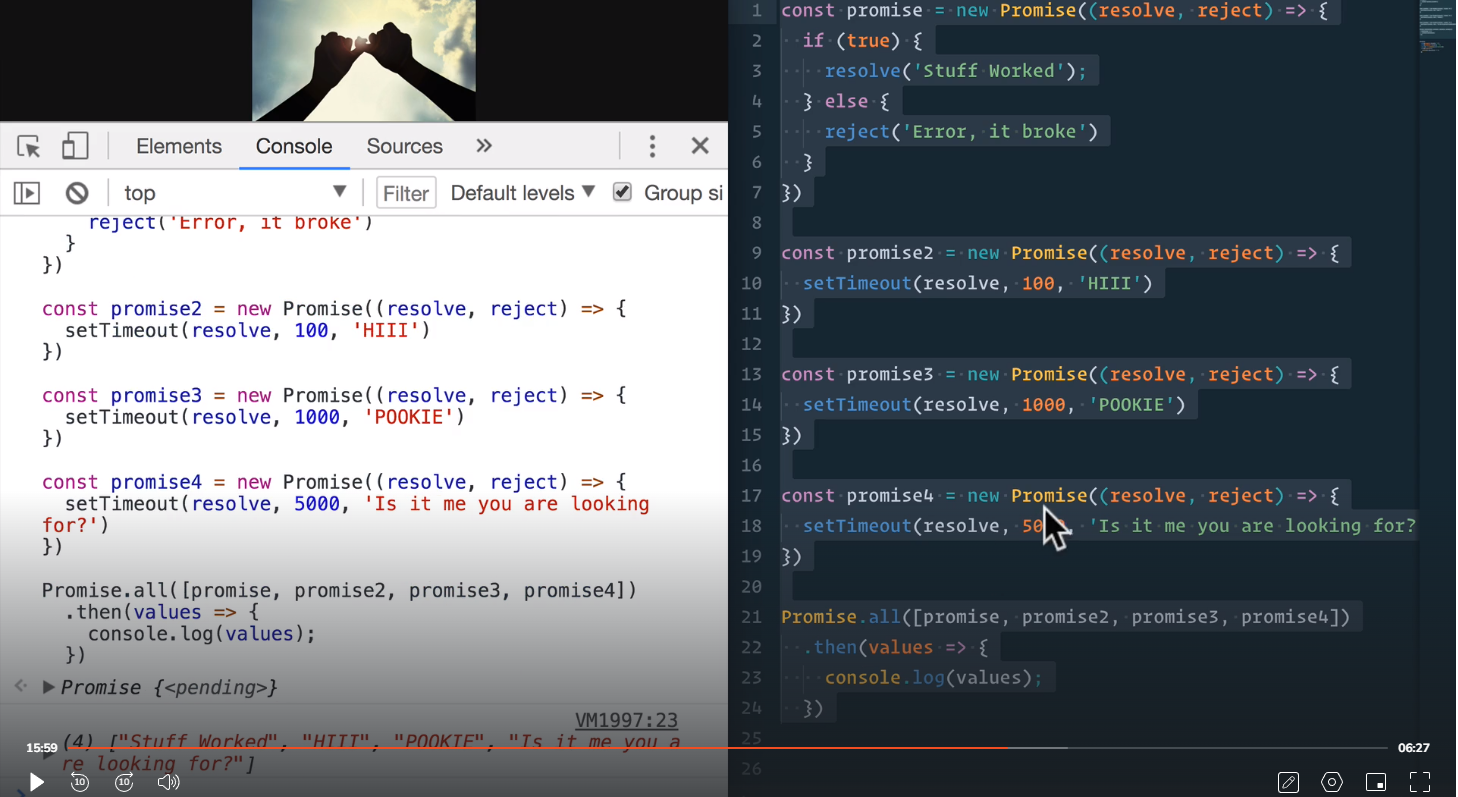 Elements Console Sources »
top Filter Default levels Group si
reject('Error, it broke')
}
})
const promise2 = new Promise((resolve, reject) => {
setTimeout(resolve, 100, 'HIII')
})
const promise3 = new Promise((resolve, reject) => {
setTimeout(resolve, 1000, 'POOKIE')
})
const promise4 = new Promise((resolve, reject) => {
setTimeout(resolve, 5000, 'Is it me you are looking
for?')
})
Promise.all([promise, promise2, promise3, promise4])
.then(values => {
console.log(values);
})
Promise {<pending>}
VM1997:23
(4) ["Stuff Worked", "HIII", "POOKIE", "Is it me you a
re looking for?"]
1 const promise = new Promise((resolve, reject) => {
2 if (true) {
3 resolve('Stuff Worked');
4 } else {
5 reject('Error, it broke')
6 }
7 })
8
9 const promise2 = new Promise((resolve, reject) => {
10 setTimeout(resolve, 100, 'HIII')
11 })
12
13 const promise3 = new Promise((resolve, reject) => {
14 setTimeout(resolve, 1000, 'POOKIE')
15 })
16
17 const promise4 = new Promise((resolve, reject) => {
18 setTimeout(resolve, 'Is it me you are looking for?
19 })
20
21 Promise.all([promise, promise2, promise3, promise4])
22 .then(values => {
23 console.log(values);
24 })
25
26
15:59 06:27
10 10